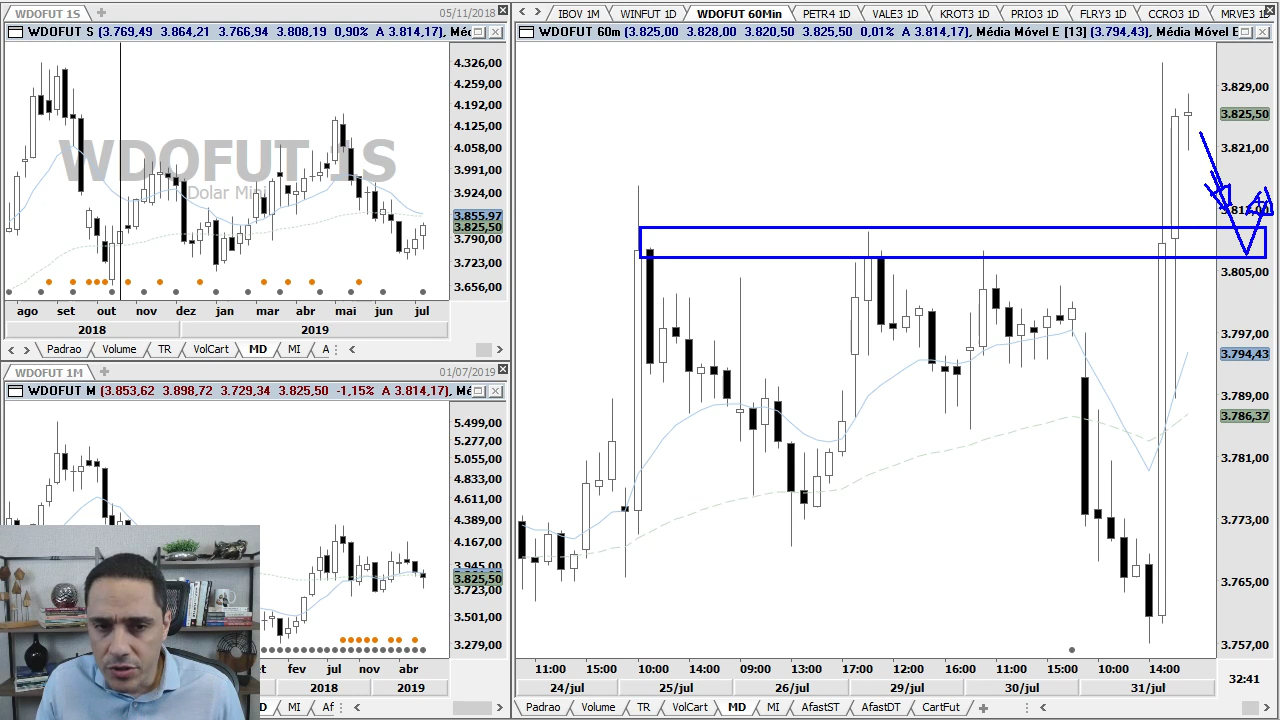 WDOFUT 1S
05/11/2018
WDOFUT S (3.769,49 3.864,21 3.766,94 3.808,19 0,90% A 3.814,17)
4.326,00
4.259,00
4.192,00
4.125,00
4.058,00
3.991,00
3.924,00
3.855,97
3.825,50
3.790,00
3.723,00
3.656,00
WDOFUT 1S
Dolar Mini
ago set out nov dez jan mar abr mai jun jul
2018 2019
Padrao Volume TR VolCart MD MI A
WDOFUT 1M
01/07/2019
WDOFUT M (3.853,62 3.898,72 3.729,34 3.825,50 -1,15% A 3.814,17), Mé
5.499,00
5.277,00
5.055,00
4.833,00
4.611,00
4.389,00
4.167,00
3.945,00
3.825,50
3.723,00
3.501,00
3.279,00
fev jul nov abr
2018 2019
MI Af
IBOV 1M WINFUT 1D WDOFUT 60Min PETR4 1D VALE3 1D KROT3 1D PRIO3 1D FLRY3 1D CCRO3 1D MRVE3 1D
WDOFUT 60m (3.825,00 3.828,00 3.820,50 3.825,50 0,01% A 3.814,17), Média Móvel E [13] (3.794,43), Média Móvel E
3.829,00
3.825,50
3.821,00
3.805,00
3.797,00
3.794,43
3.789,00
3.786,37
3.781,00
3.773,00
3.765,00
3.757,00
11:00 15:00 10:00 14:00 09:00 13:00 17:00 12:00 16:00 11:00 15:00 10:00 14:00
24/jul 25/jul 26/jul 29/jul 30/jul 31/jul
32:41
Padrao Volume TR VolCart MD MI AfastST AfastDT CartFut